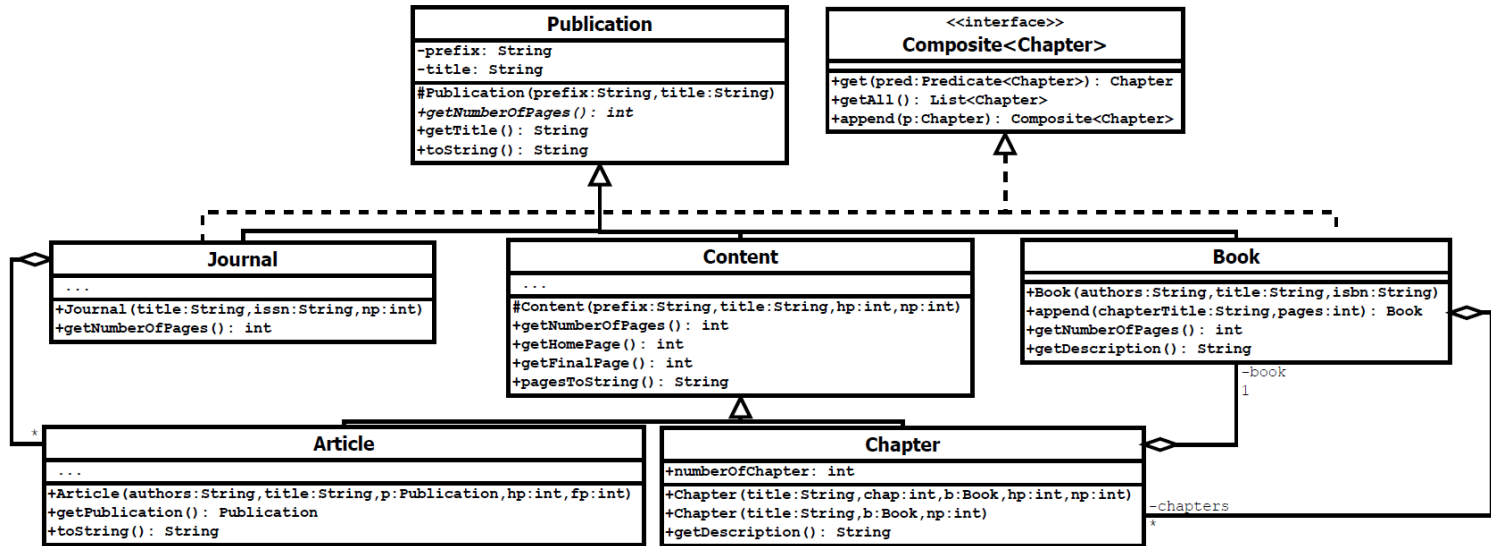 Publication
-prefix: String
-title: String
#Publication(prefix:String,title:String)
+getNumberOfPages(): int
+getTitle(): String
+toString(): String
<<interface>>
Composite<Chapter>
+get(pred:Predicate<Chapter>): Chapter
+getAll(): List<Chapter>
+append(p:Chapter): Composite<Chapter>
Journal
...
+Journal(title:String,issn:String,np:int)
+getNumberOfPages(): int
Content
...
#Content(prefix:String,title:String,hp:int,np:int)
+getNumberOfPages(): int
+getHomePage(): int
+getFinalPage(): int
+pagesToString(): String
Book
+Book(authors:String,title:String,isbn:String)
+append(chapterTitle:String,pages:int): Book
+getNumberOfPages(): int
+getDescription(): String
-book
1
*
Article
...
+Article(authors:String,title:String,p:Publication,hp:int,fp:int)
+getPublication(): Publication
+toString(): String
Chapter
+numberOfChapter: int
+Chapter(title:String,chap:int,b:Book,hp:int,np:int)
+Chapter(title:String,b:Book,np:int)
+getDescription(): String
-chapters
*